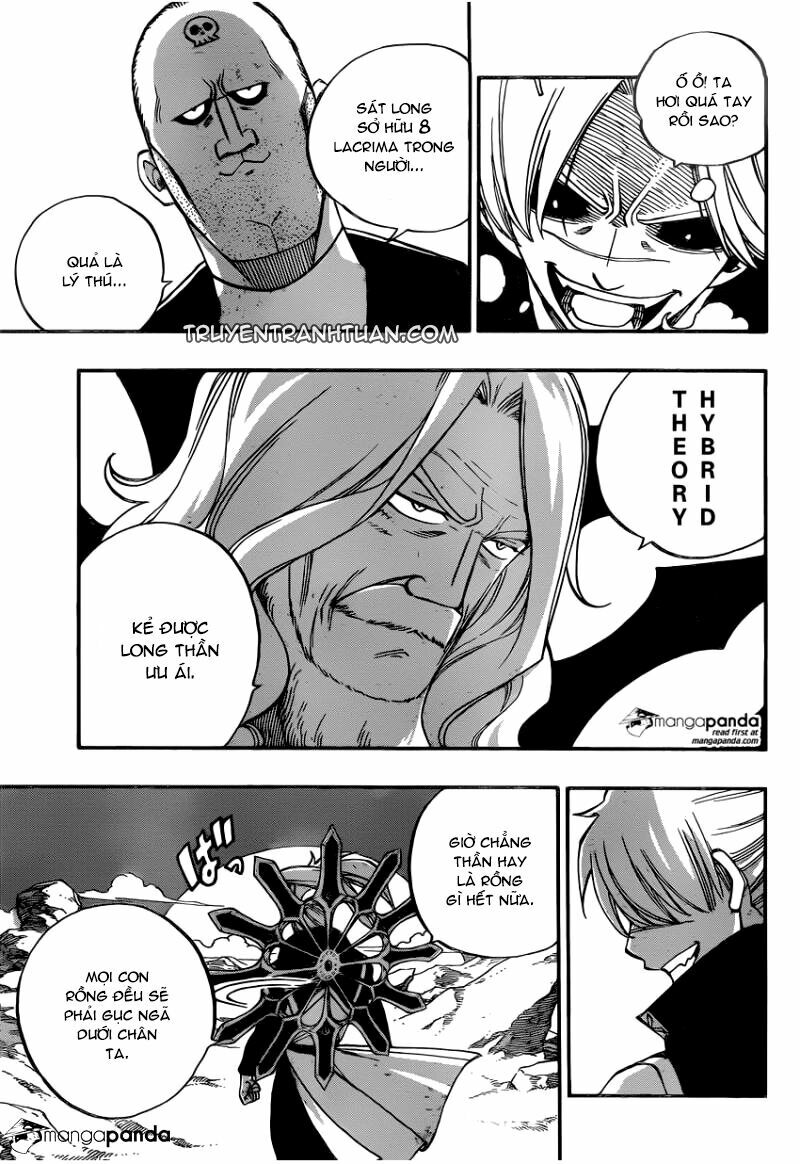 Ố Ồ! TA
HƠI QUÁ TAY
RỒI SAO?
SÁT LONG
SỞ HỮU 8
LACRIMA TRONG
NGƯỜI...
QUẢ LÀ
LÝ THÚ...
TRUYENTRANHTUAN.COM
HYBRID
THEORY
KẺ ĐƯỢC
LONG THẦN
ƯU ÁI.
mangapanda
read first at
mangapanda.com
GIỜ CHẲNG
THẦN HAY
LÀ RỒNG
GÌ HẾT NỮA.
ばっ
MỌI CON
RỒNG ĐỀU SẼ
PHẢI GỤC NGÃ
DƯỚI CHÂN
TA.
mangapanda